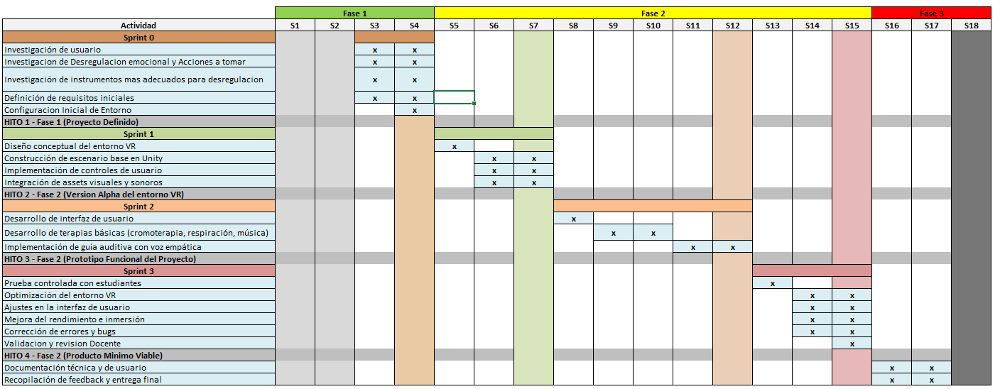 Fase 1 Fase 2 Fase 3
Actividad S1 S2 S3 S4 S5 S6 S7 S8 S9 S10 S11 S12 S13 S14 S15 S16 S17 S18
Sprint 0
Investigación de usuario x x
Investigacion de Desregulacion emocional y Acciones a tomar x x
Investigación de instrumentos mas adecuados para desregulacion x x
Definición de requisitos iniciales x x
Configuracion Inicial de Entorno x
HITO 1 - Fase 1 (Proyecto Definido)
Sprint 1
Diseño conceptual del entorno VR x
Construcción de escenario base en Unity x x
Implementación de controles de usuario x x
Integración de assets visuales y sonoros x x
HITO 2 - Fase 2 (Version Alpha del entorno VR)
Sprint 2
Desarrollo de interfaz de usuario x
Desarrollo de terapias básicas (cromoterapia, respiración, música) x x
Implementación de guía auditiva con voz empática x x
HITO 3 - Fase 2 (Prototipo Funcional del Proyecto)
Sprint 3
Prueba controlada con estudiantes x
Optimización del entorno VR x x
Ajustes en la interfaz de usuario x x
Mejora del rendimiento e inmersión x x
Corrección de errores y bugs x x
Validacion y revision Docente x
HITO 4 - Fase 2 (Producto Minimo Viable)
Documentación técnica y de usuario x x
Recopilación de feedback y entrega final x x